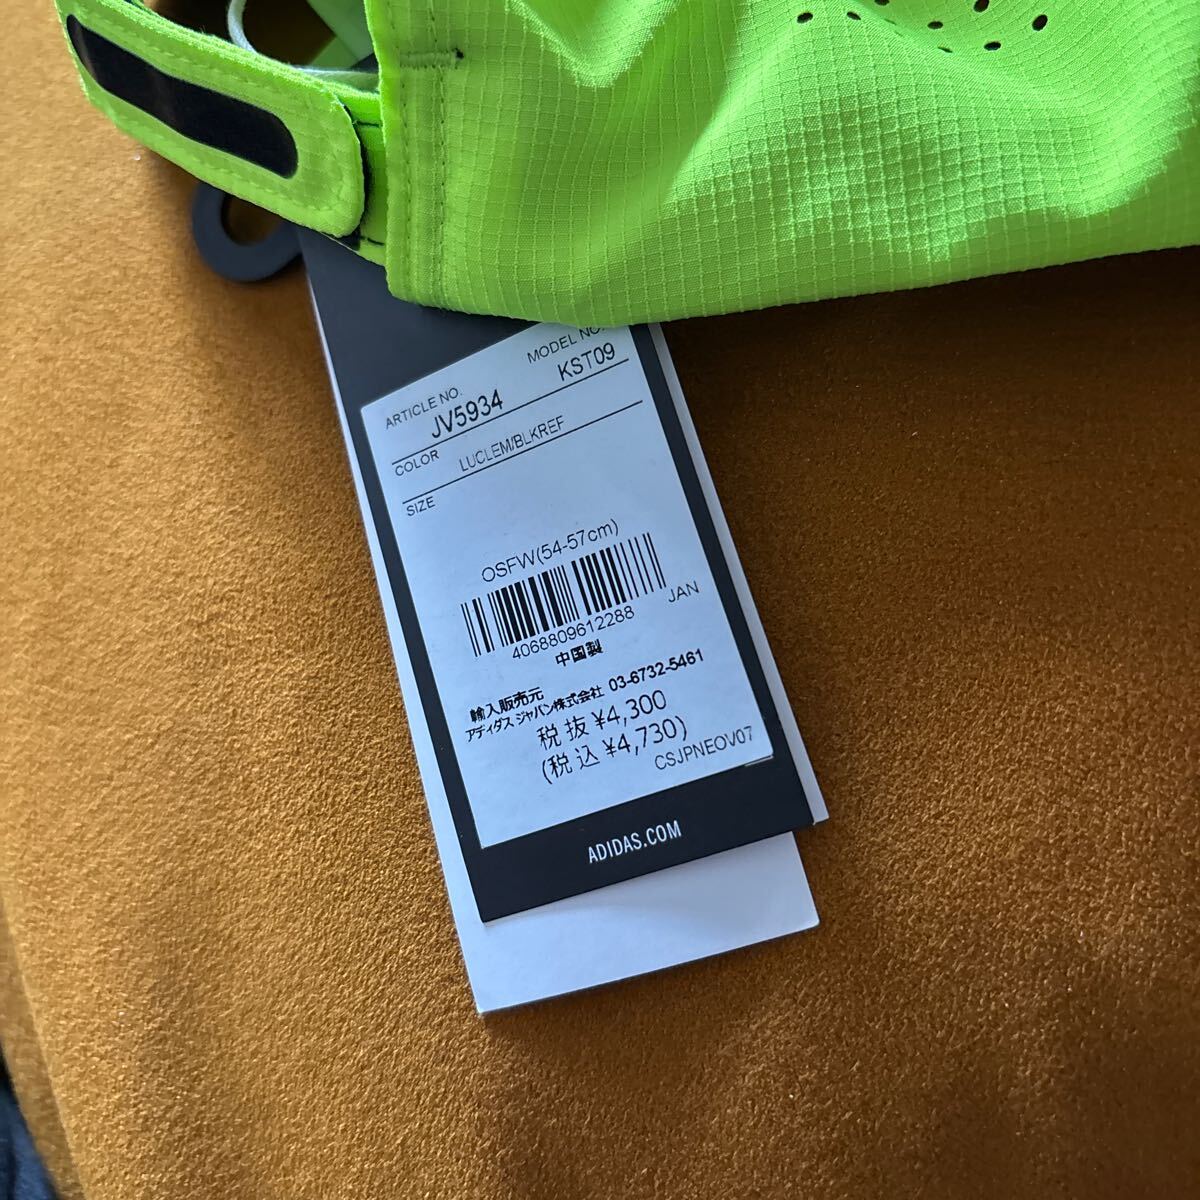 ARTICLE NO.
MODEL NO.
JV5934
KST09
COLOR
LUCLEM/BLKREF
SIZE
OSFW(54-57cm)
4068809612288
JAN
中国製
輸入販売元
アディダス ジャパン株式会社 03-6732-5461
税 抜 ¥4,300
(税 込 ¥4,730)
CSJPNEOV07
ADIDAS.COM